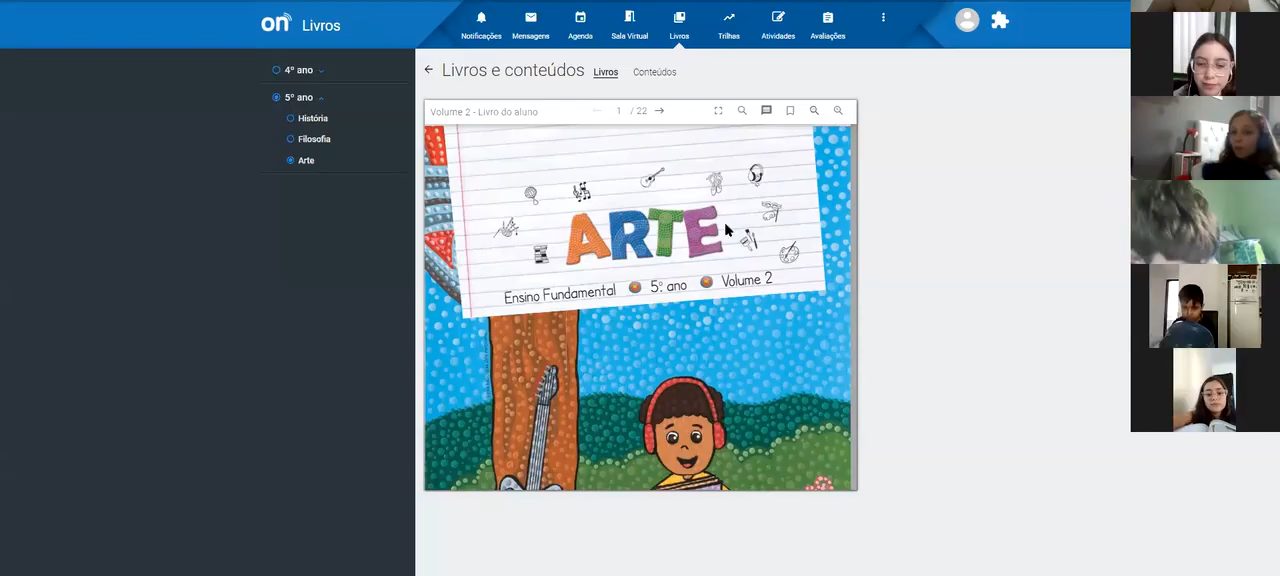 on Livros
Notificações
Mensagens
Agenda
Sala Virtual
Livros
Trilhas
Atividades
Avaliações
4º ano
5º ano
História
Filosofia
Arte
Livros e conteúdos
Livros
Conteúdos
Volume 2 - Livro do aluno
1 / 22
ARTE
Ensino Fundamental 5º. ano Volume 2